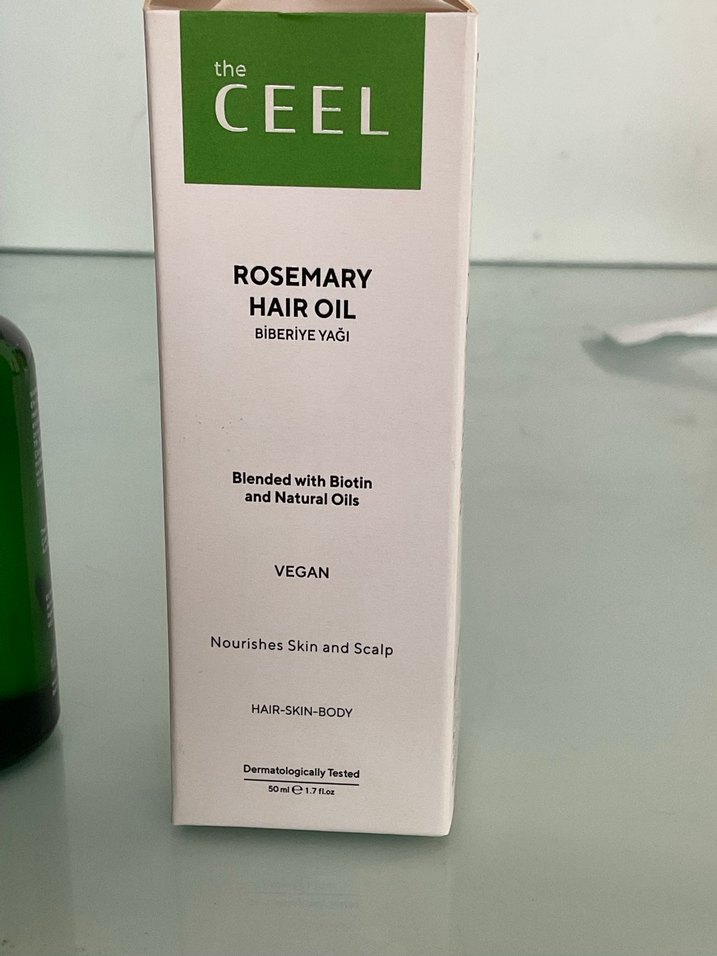 the
CEEL
ROSEMARY
HAIR OIL
BİBERİYE YAĞI
Blended with Biotin
and Natural Oils
VEGAN
Nourishes Skin and Scalp
HAIR-SKIN-BODY
Dermatologically Tested
50 ml ℮ 1.7 fl.oz